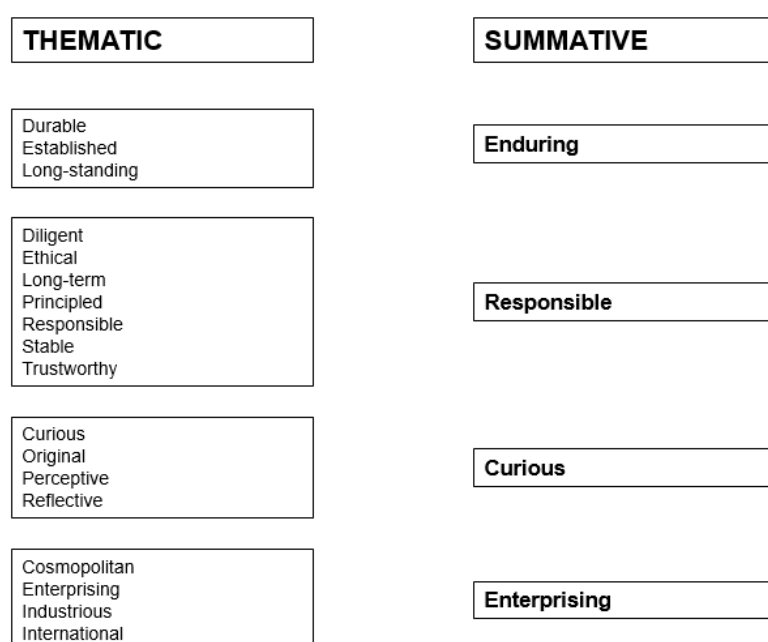 THEMATIC
SUMMATIVE
Durable
Established
Long-standing
Enduring
Diligent
Ethical
Long-term
Principled
Responsible
Stable
Trustworthy
Responsible
Curious
Original
Perceptive
Reflective
Curious
Cosmopolitan
Enterprising
Industrious
International
Enterprising